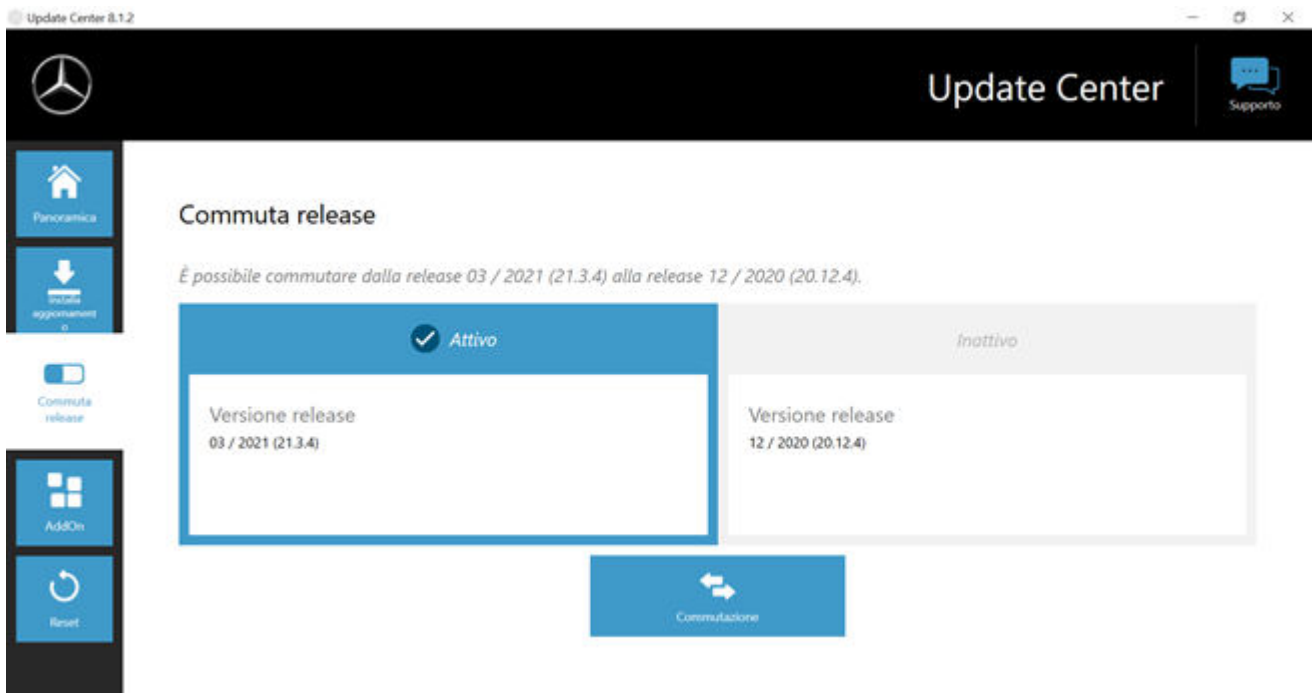 Update Center 8.1.2
Update Center
Supporto
Panoramica
Installa
aggiornament
o
Commuta
release
AddOn
Reset
Commuta release
È possibile commutare dalla release 03 / 2021 (21.3.4) alla release 12 / 2020 (20.12.4).
Attivo
Inattivo
Versione release
03 / 2021 (21.3.4)
Versione release
12 / 2020 (20.12.4)
Commutazione